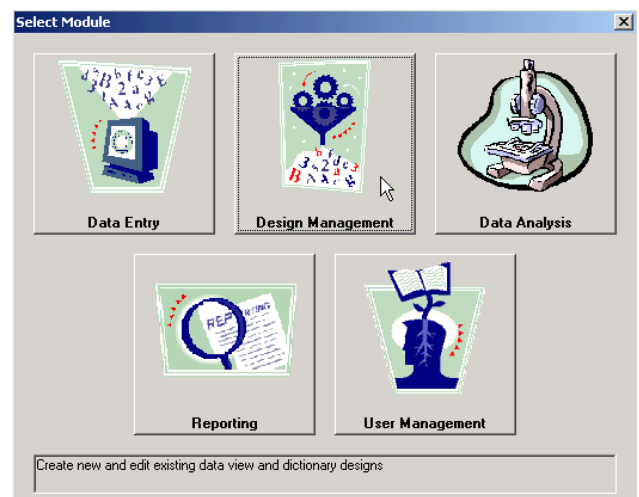 Select Module
Data Entry
Design Management
Data Analysis
REPORTING
Reporting
User Management
Create new and edit existing data view and dictionary designs